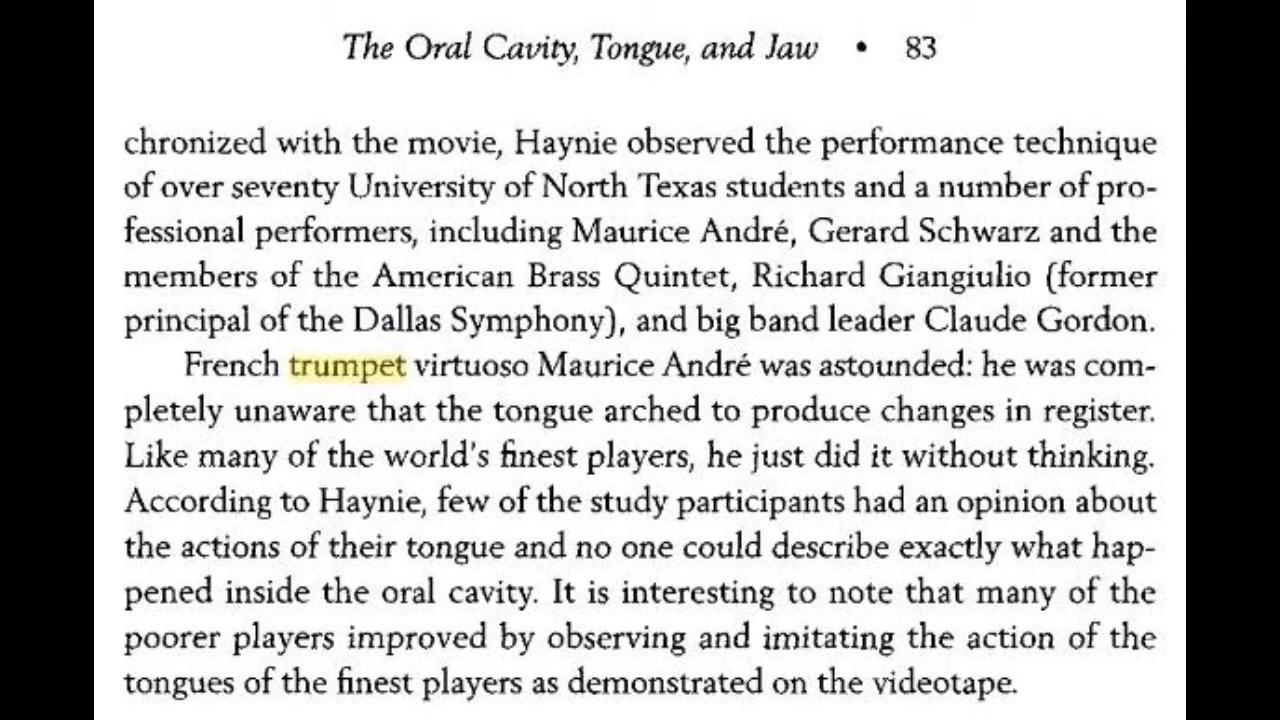 The Oral Cavity, Tongue, and Jaw • 83
chronized with the movie, Haynie observed the performance technique
of over seventy University of North Texas students and a number of pro-
fessional performers, including Maurice André, Gerard Schwarz and the
members of the American Brass Quintet, Richard Giangiulio (former
principal of the Dallas Symphony), and big band leader Claude Gordon.
French trumpet virtuoso Maurice André was astounded: he was com-
pletely unaware that the tongue arched to produce changes in register.
Like many of the world's finest players, he just did it without thinking.
According to Haynie, few of the study participants had an opinion about
the actions of their tongue and no one could describe exactly what hap-
pened inside the oral cavity. It is interesting to note that many of the
poorer players improved by observing and imitating the action of the
tongues of the finest players as demonstrated on the videotape.